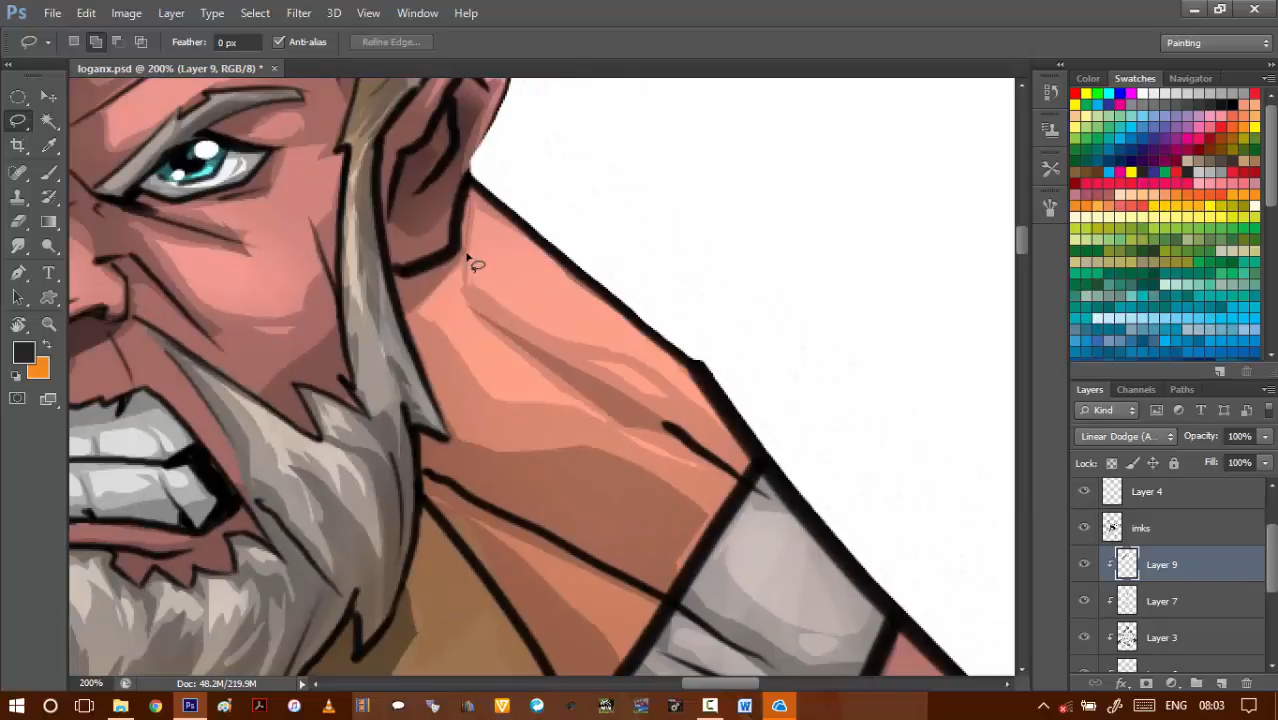 Ps File Edit Image Layer Type Select Filter 3D View Window Help
Feather: 0 px Anti-alias Refine Edge... Painting
loganx.psd @ 200% (Layer 9, RGB/8) *
Color Swatches Navigator
Layers Channels Paths
Kind
Linear Dodge (A... Opacity: 100%
Lock: Fill: 100%
Layer 4
imks
Layer 9
Layer 7
Layer 3
200% Doc: 48.2M/219.9M
ENG 08:03